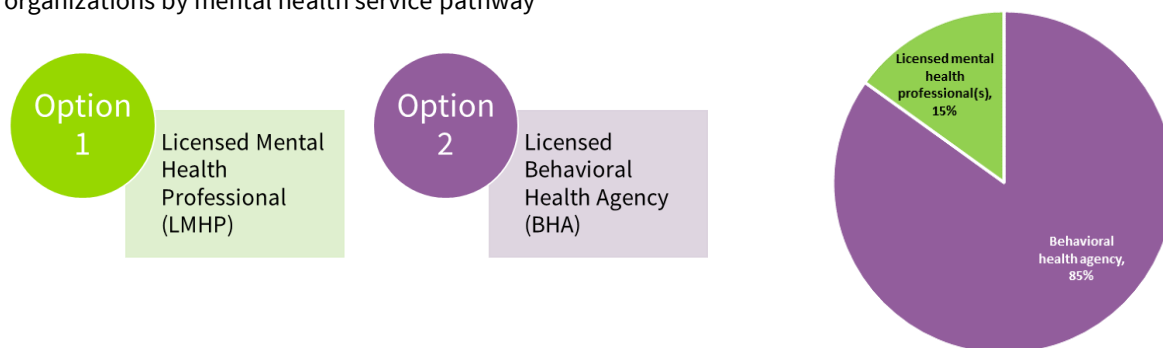 organizations by mental health service pathway
Option
1
Licensed Mental
Health
Professional
(LMHP)
Option
2
Licensed
Behavioral
Health Agency
(BHA)
Licensed mental
health
professional(s),
15%
Behavioral
health agency,
85%